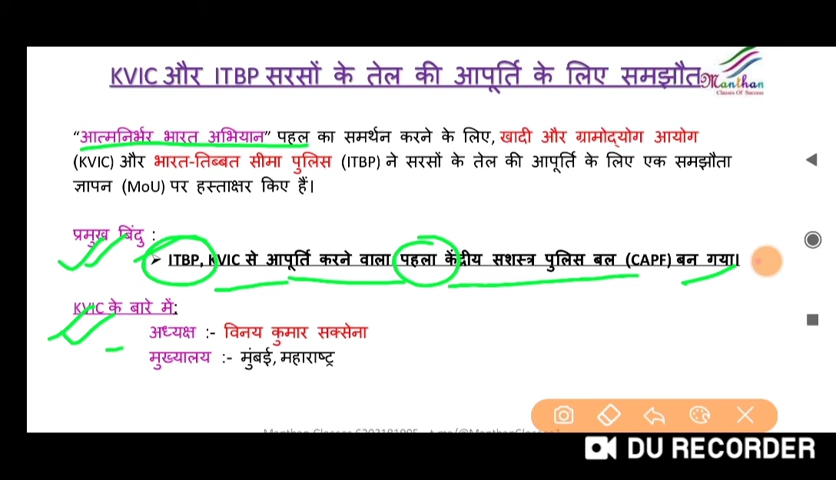 KVIC और ITBP सरसों के तेल की आपूर्ति के लिए समझौत
Manthan
Classes Of Success
“आत्मनिर्भर भारत अभियान” पहल का समर्थन करने के लिए, खादी और ग्रामोद्योग आयोग
(KVIC) और भारत-तिब्बत सीमा पुलिस (ITBP) ने सरसों के तेल की आपूर्ति के लिए एक समझौता
ज्ञापन (MoU) पर हस्ताक्षर किए हैं।
प्रमुख बिंदु :
➢ ITBP, KVIC से आपूर्ति करने वाला पहला केंद्रीय सशस्त्र पुलिस बल (CAPF) बन गया।
KVIC के बारे में:
अध्यक्ष :- विनय कुमार सक्सेना
मुख्यालय :- मुंबई, महाराष्ट्र
DU RECORDER